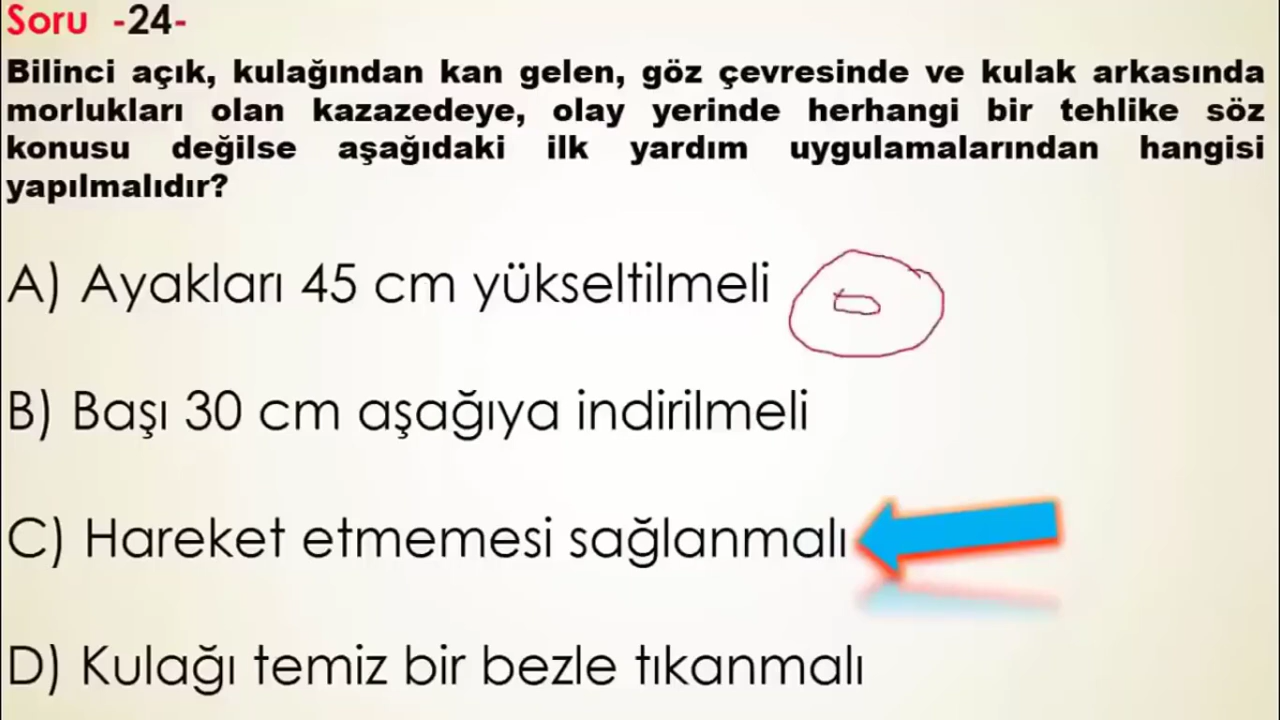 Soru -24-
Bilinci açık, kulağından kan gelen, göz çevresinde ve kulak arkasında
morlukları olan kazazedeye, olay yerinde herhangi bir tehlike söz
konusu değilse aşağıdaki ilk yardım uygulamalarından hangisi
yapılmalıdır?
A) Ayakları 45 cm yükseltilmeli
B) Başı 30 cm aşağıya indirilmeli
C) Hareket etmemesi sağlanmalı
D) Kulağı temiz bir bezle tıkanmalı